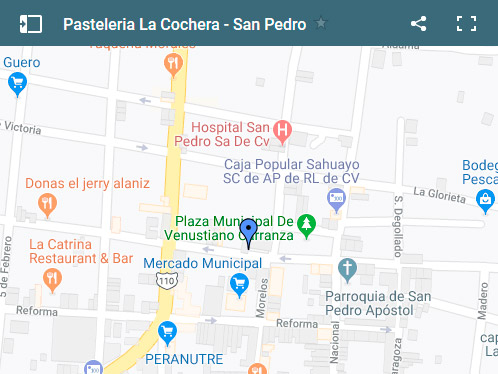 Pasteleria La Cochera - San Pedro
Taquería Morelos
Aldama
Guero
Victoria
Hospital San
Pedro Sa De Cv
Caja Popular Sahuayo
SC de AP de RL de CV
Bodeg
Pesca
La Glorieta
Donas el jerry alaniz
S. Degollado
Plaza Municipal De
Venustiano Carranza
La Catrina
Restaurant & Bar
5 de Febrero
Mercado Municipal
110
Morelos
Parroquia de San
Pedro Apóstol
Madero
Reforma
Reforma
Nacional
PERANUTRE
cap